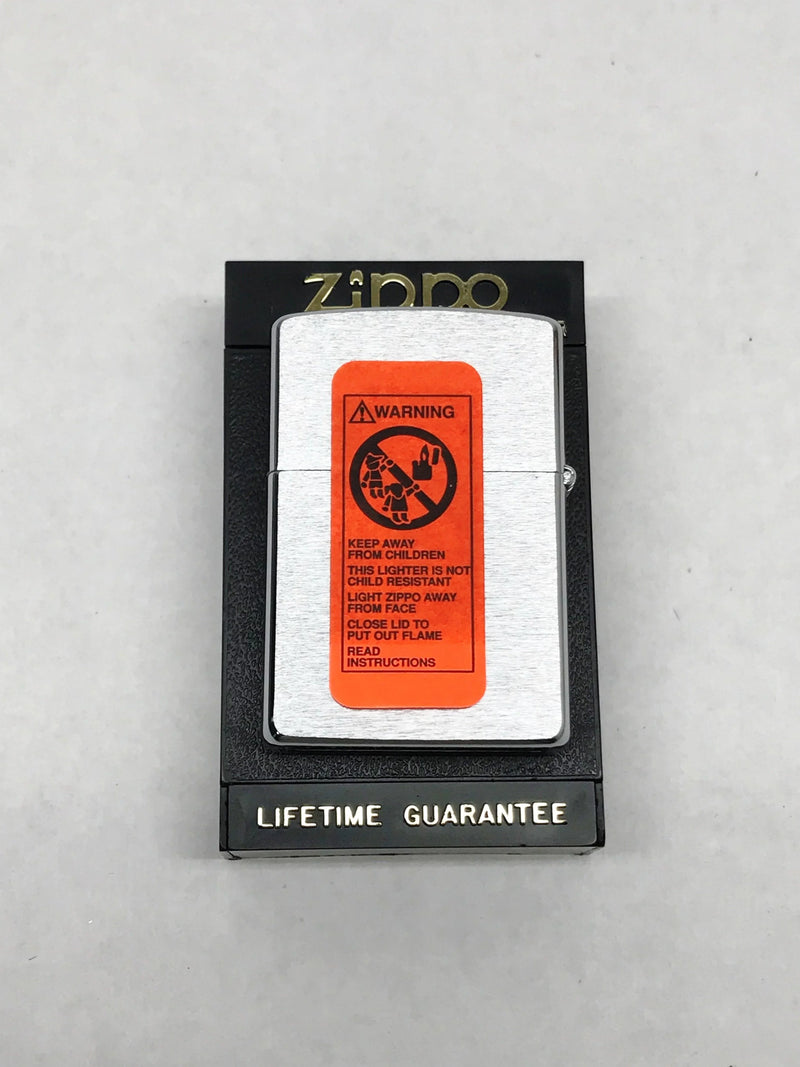 Zippo
WARNING
KEEP AWAY
FROM CHILDREN
THIS LIGHTER IS NOT
CHILD RESISTANT
LIGHT ZIPPO AWAY
FROM FACE
CLOSE LID TO
PUT OUT FLAME
READ
INSTRUCTIONS
LIFETIME GUARANTEE